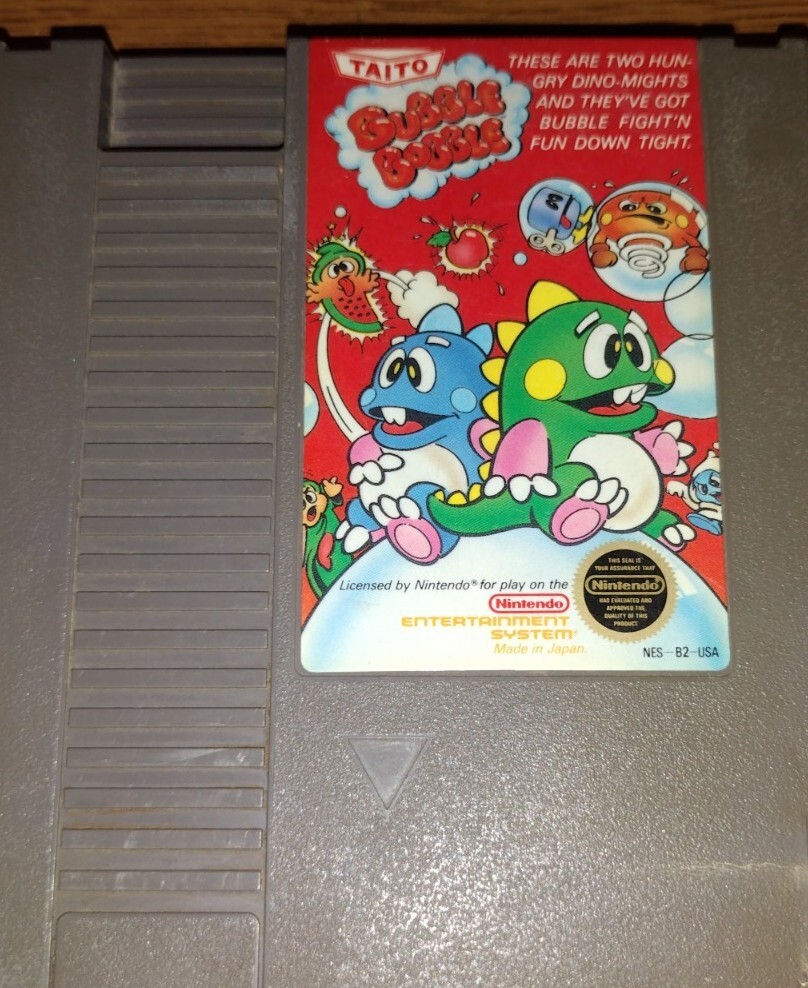 TAITO
BUBBLE
BOBBLE
THESE ARE TWO HUN-
GRY DINO-MIGHTS
AND THEY'VE GOT
BUBBLE FIGHT'N
FUN DOWN TIGHT.
Licensed by Nintendo® for play on the
Nintendo
ENTERTAINMENT
SYSTEM®
Made in Japan.
THIS SEAL IS
YOUR ASSURANCE THAT
Nintendo
HAS EVALUATED AND
APPROVED THE
QUALITY OF THIS
PRODUCT
NES-B2-USA